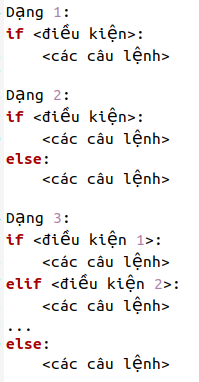 Dạng 1:
if <điều kiện>:
    <các câu lệnh>

Dạng 2:
if <điều kiện>:
    <các câu lệnh>
else:
    <các câu lệnh>

Dạng 3:
if <điều kiện 1>:
    <các câu lệnh>
elif <điều kiện 2>:
    <các câu lệnh>
...
else:
    <các câu lệnh>